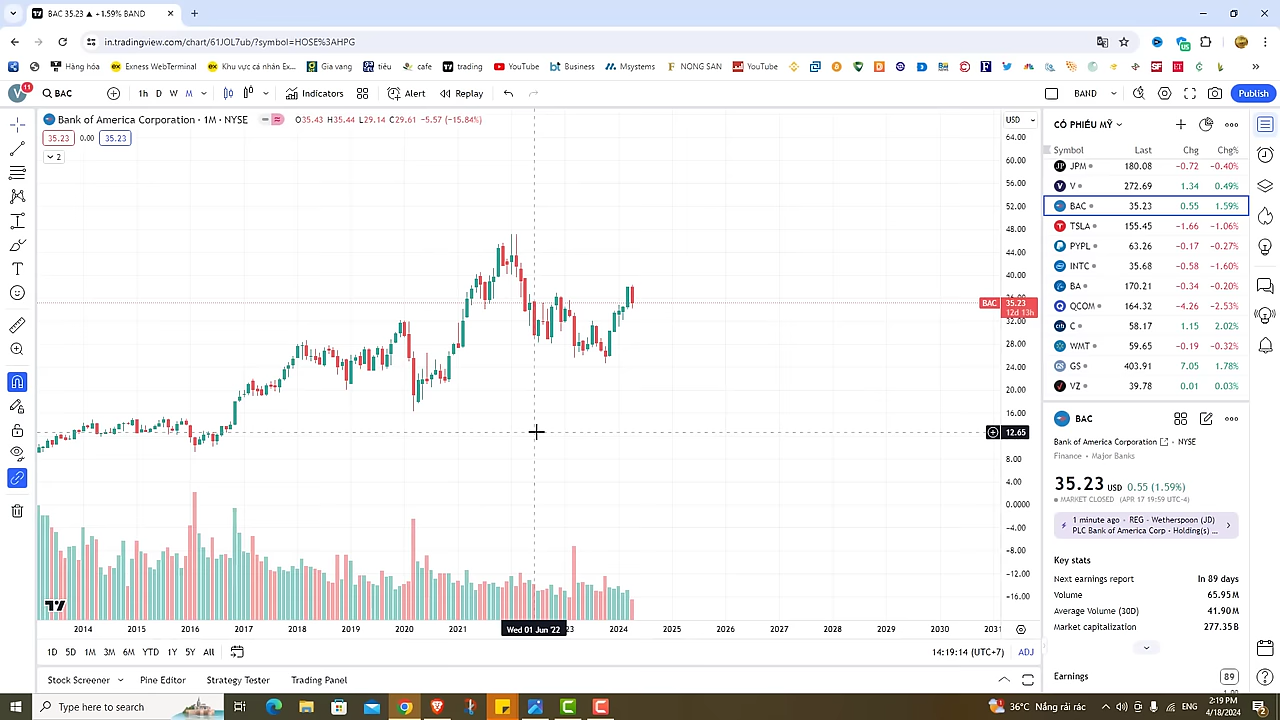 BAC 35.23 ▲ +1.59% BAND
in.tradingview.com/chart/61JOL7ub/?symbol=HOSE%3AHPG
Hàng hóa
Exness WebTerminal
Khu vực cá nhân Ex...
Gia vang
tiêu
cafe
trading
YouTube
Business
Msystems
NONG SAN
YouTube
11
BAC
1h D W M
Indicators
Alert
Replay
BAND
Publish
Bank of America Corporation · 1M · NYSE
O35.43 H35.44 L29.14 C29.61 −5.57 (−15.84%)
35.23 0.00 35.23
2
USD
64.00
60.00
56.00
52.00
48.00
44.00
40.00
BAC 35.23
12d 13h
32.00
28.00
24.00
20.00
16.00
12.65
8.00
4.00
0.0000
−4.00
−8.00
−12.00
−16.00
2014 2015 2016 2017 2018 2019 2020 2021 Wed 01 Jun '22 23 2024 2025 2026 2027 2028 2029 2030 2031
1D 5D 1M 3M 6M YTD 1Y 5Y All
14:19:14 (UTC+7) ADJ
Stock Screener
Pine Editor
Strategy Tester
Trading Panel
CỔ PHIẾU MỸ
Symbol Last Chg Chg%
JPM 180.08 −0.72 −0.40%
V 272.69 1.34 0.49%
BAC 35.23 0.55 1.59%
TSLA 155.45 −1.66 −1.06%
PYPL 63.26 −0.17 −0.27%
INTC 35.68 −0.58 −1.60%
BA 170.21 −0.34 −0.20%
QCOM 164.32 −4.26 −2.53%
C 58.17 1.15 2.02%
WMT 59.65 −0.19 −0.32%
GS 403.91 7.05 1.78%
VZ 39.78 0.01 0.03%
BAC
Bank of America Corporation · NYSE
Finance · Major Banks
35.23 USD 0.55 (1.59%)
MARKET CLOSED (APR 17 19:59 UTC-4)
1 minute ago · REG - Wetherspoon (JD)
PLC Bank of America Corp - Holding(s) ...
Key stats
Next earnings report In 89 days
Volume 65.95M
Average Volume (30D) 41.90M
Market capitalization 277.35B
Earnings 89
Type here to search
36°C Nắng rải rác
ENG
2:19 PM
4/18/2024